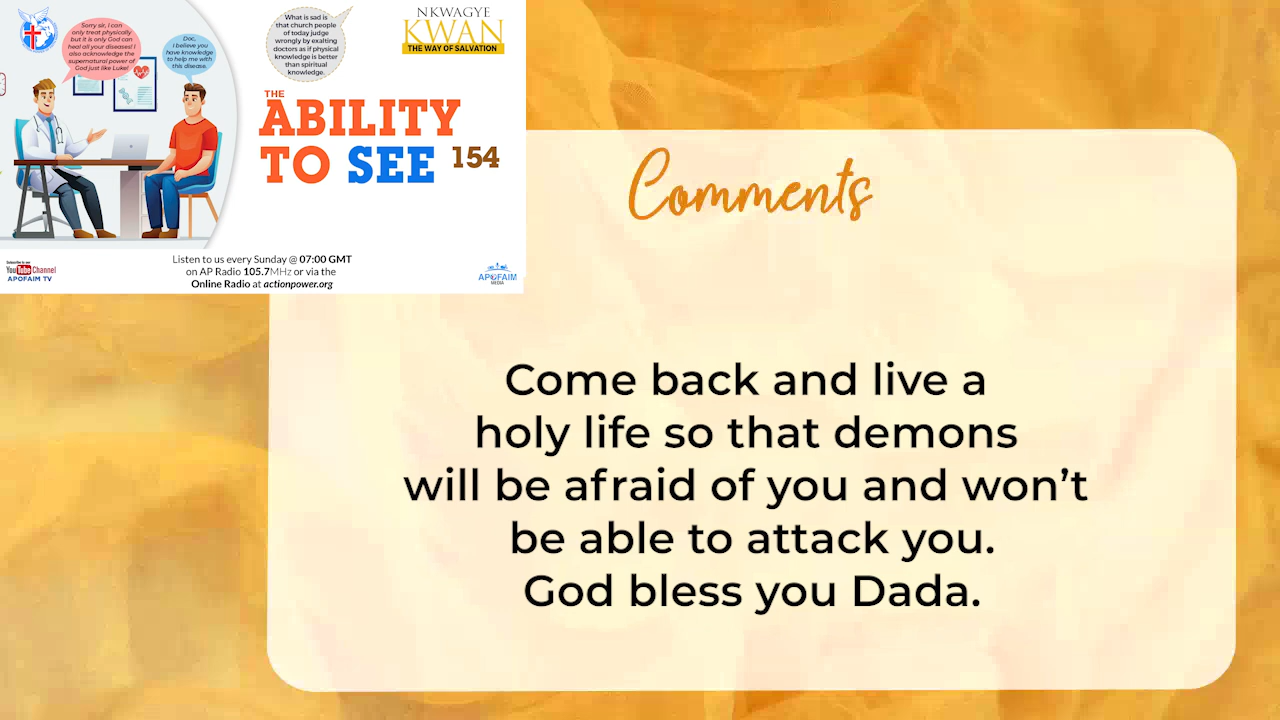 Sorry sir, I can
only treat physically
but it is only God can
heal all your diseases! I
also acknowledge the
supernatural power of
God just like Luke!
Doc,
I believe you
have knowledge
to help me with
this disease.
What is sad is
that church people
of today judge
wrongly by exalting
doctors as if physical
knowledge is better
than spiritual
knowledge.
NKWAGYE
KWAN
THE WAY OF SALVATION
THE
ABILITY
TO SEE 154
Listen to us every Sunday @ 07:00 GMT
on AP Radio 105.7MHz or via the
Online Radio at actionpower.org
Subscribe to our
YouTube Channel
APOFAIM TV
APOFAIM
MEDIA
Comments
Come back and live a
holy life so that demons
will be afraid of you and won’t
be able to attack you.
God bless you Dada.